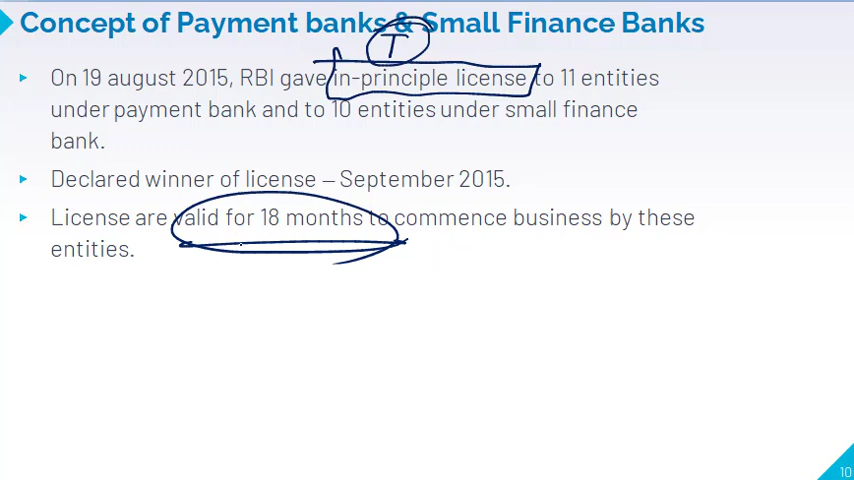 Concept of Payment banks & Small Finance Banks
T
On 19 august 2015, RBI gave in-principle license to 11 entities
under payment bank and to 10 entities under small finance
bank.
Declared winner of license – September 2015.
License are valid for 18 months to commence business by these
entities.
10